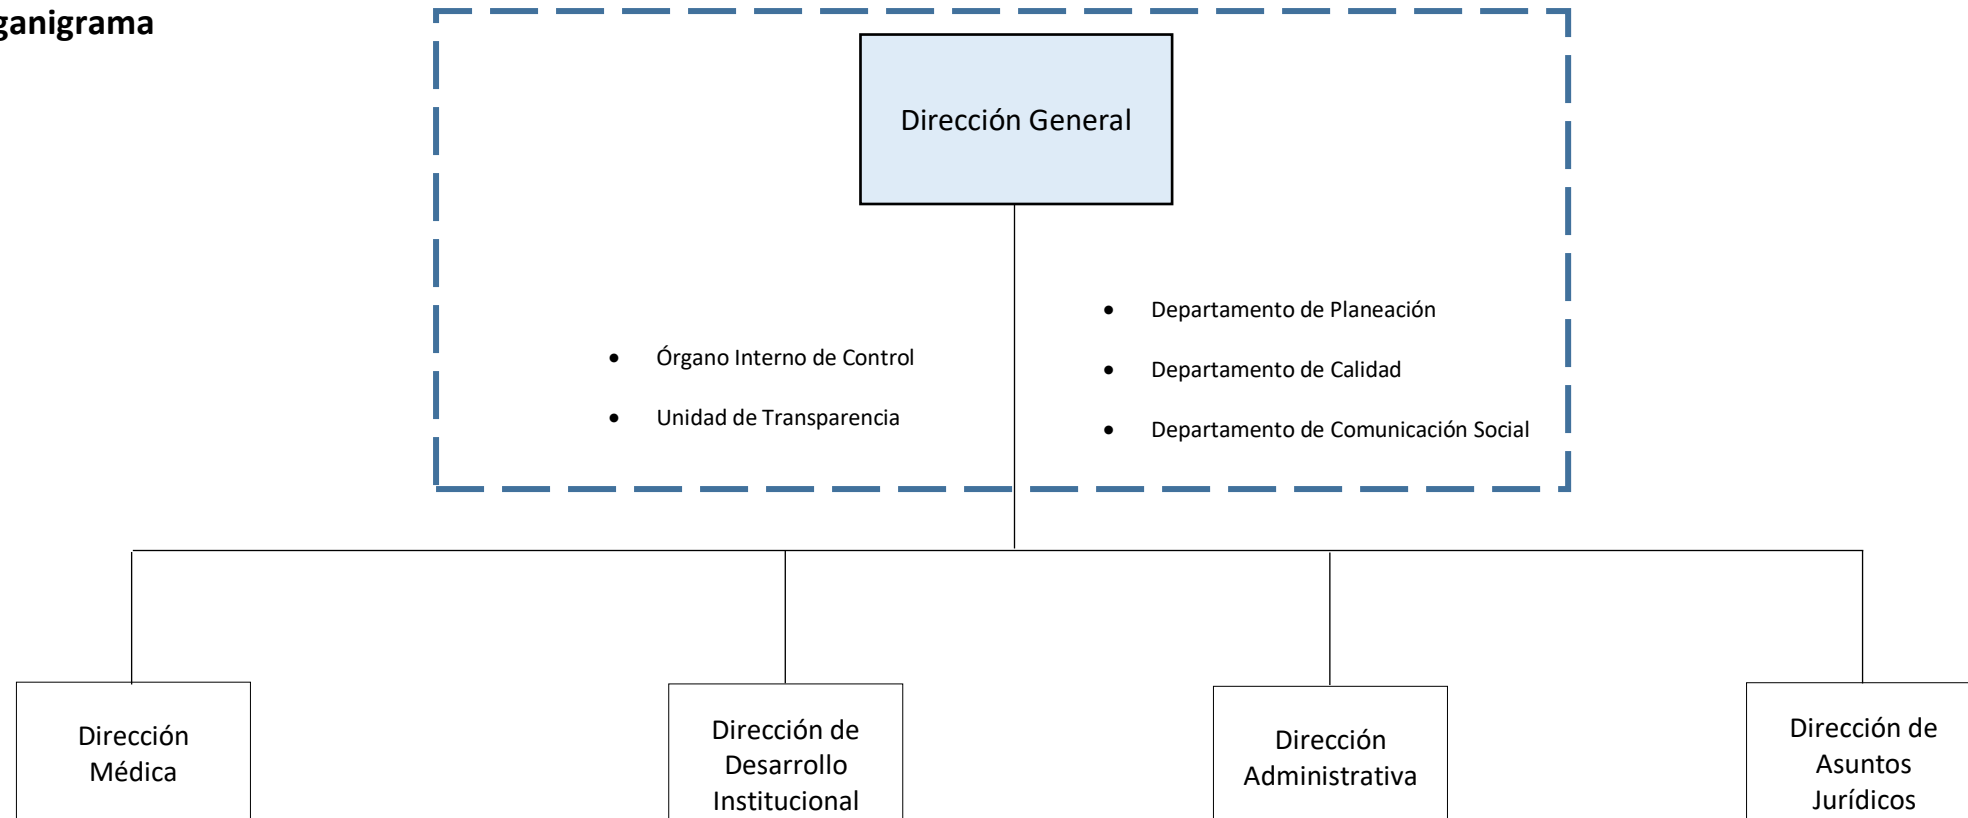 ganigrama
Dirección General
• Órgano Interno de Control
• Unidad de Transparencia
• Departamento de Planeación
• Departamento de Calidad
• Departamento de Comunicación Social
Dirección
Médica
Dirección de
Desarrollo
Institucional
Dirección
Administrativa
Dirección de
Asuntos
Jurídicos